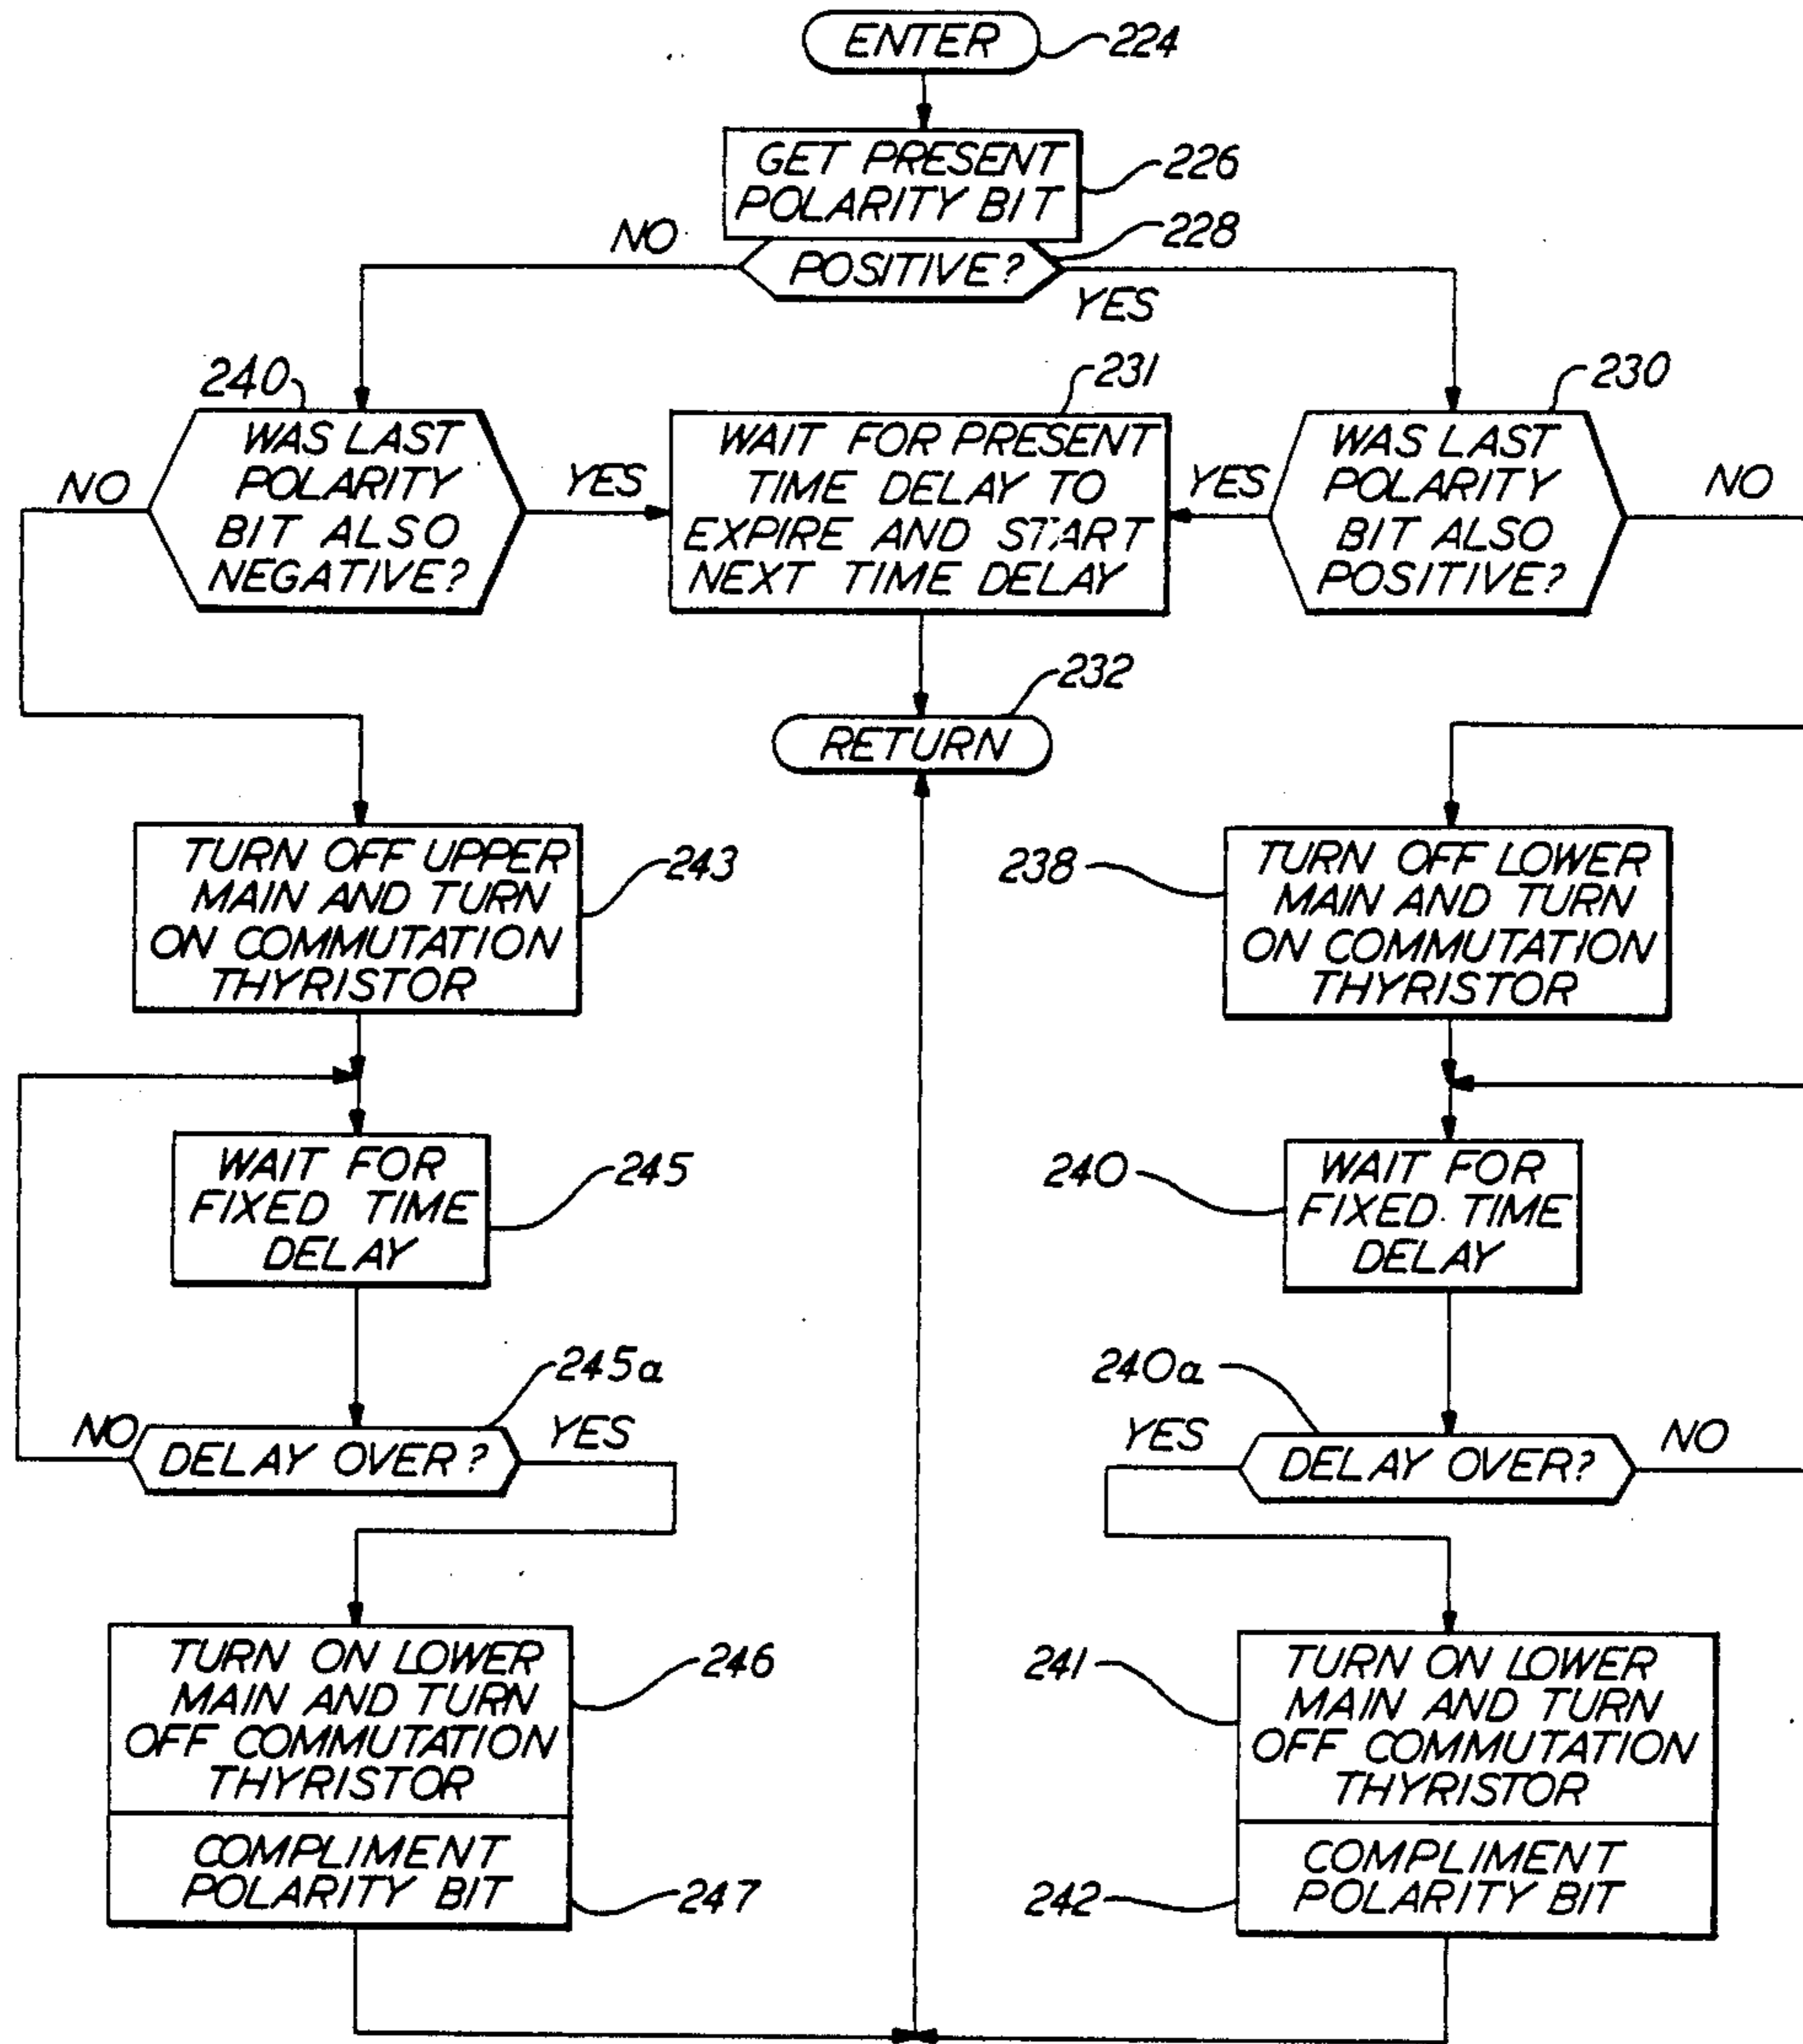 ENTER
224
GET PRESENT
POLARITY BIT
226
228
NO
POSITIVE?
YES
240
231
230
WAS LAST
POLARITY
BIT ALSO
NEGATIVE?
NO
YES
WAIT FOR PRESENT
TIME DELAY TO
EXPIRE AND START
NEXT TIME DELAY
YES
WAS LAST
POLARITY
BIT ALSO
POSITIVE?
NO
232
RETURN
TURN OFF UPPER
MAIN AND TURN
ON COMMUTATION
THYRISTOR
243
238
TURN OFF LOWER
MAIN AND TURN
ON COMMUTATION
THYRISTOR
WAIT FOR
FIXED TIME
DELAY
245
240
WAIT FOR
FIXED TIME
DELAY
245a
240a
NO
DELAY OVER?
YES
YES
DELAY OVER?
NO
TURN ON LOWER
MAIN AND TURN
OFF COMMUTATION
THYRISTOR
246
241
TURN ON LOWER
MAIN AND TURN
OFF COMMUTATION
THYRISTOR
COMPLIMENT
POLARITY BIT
247
242
COMPLIMENT
POLARITY BIT